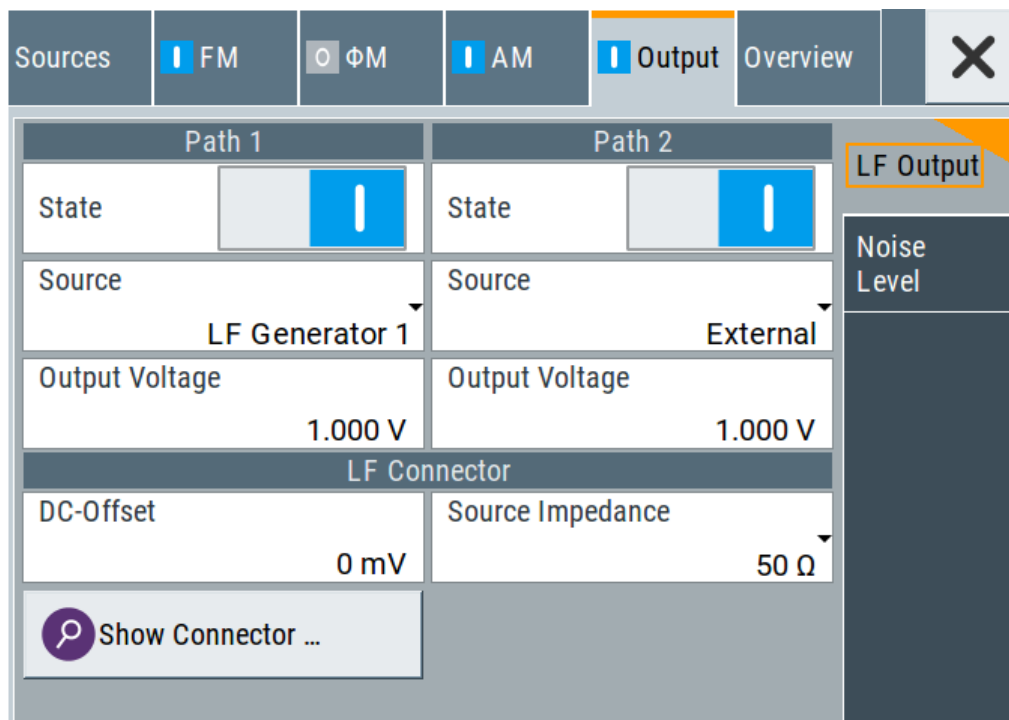 Sources FM O ΦM AM Output Overview
Path 1 Path 2
LF Output
State State
Noise
Level
Source Source
LF Generator 1 External
Output Voltage Output Voltage
1.000 V 1.000 V
LF Connector
DC-Offset Source Impedance
0 mV 50 Ω
Show Connector ...